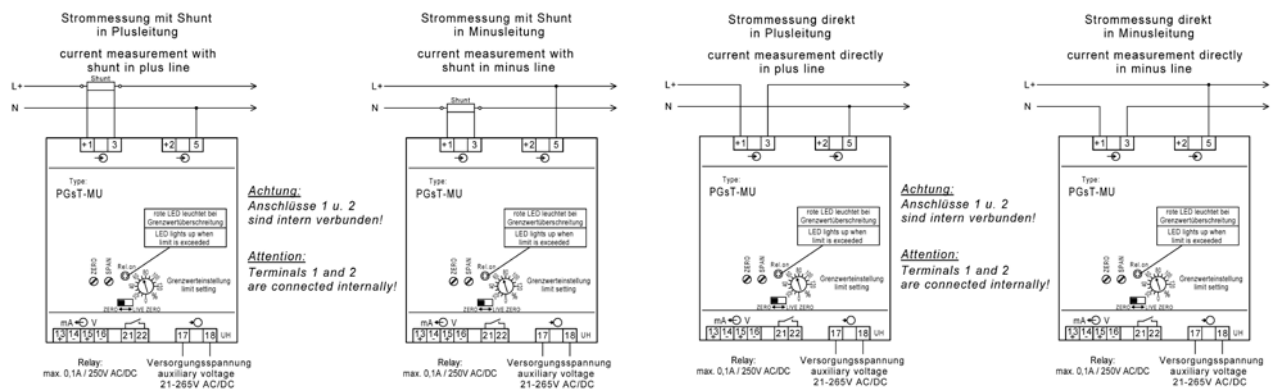 Strommessung mit Shunt
in Plusleitung
current measurement with
shunt in plus line
Shunt
L+
N
+1 3 +2 5
Type:
PGsT-MU
rote LED leuchtet bei
Grenzwertüberschreitung
LED lights up when
limit is exceeded
ZERO SPAN Rel.on
Grenzwerteinstellung
limit setting
%
ZERO LIVE ZERO
mA V
13 14 15 16 21 22 17 18 UH
+ - + -
Relay:
max. 0,1A / 250V AC/DC
Versorgungsspannung
auxiliary voltage
21-265V AC/DC
Achtung:
Anschlüsse 1 u. 2
sind intern verbunden!
Attention:
Terminals 1 and 2
are connected internally!
Strommessung mit Shunt
in Minusleitung
current measurement with
shunt in minus line
L+
N
Shunt
+1 3 +2 5
Type:
PGsT-MU
rote LED leuchtet bei
Grenzwertüberschreitung
LED lights up when
limit is exceeded
ZERO SPAN Rel.on
Grenzwerteinstellung
limit setting
%
ZERO LIVE ZERO
mA V
13 14 15 16 21 22 17 18 UH
+ - + -
Relay:
max. 0,1A / 250V AC/DC
Versorgungsspannung
auxiliary voltage
21-265V AC/DC
Strommessung direkt
in Plusleitung
current measurement directly
in plus line
L+
N
+1 3 +2 5
Type:
PGsT-MU
rote LED leuchtet bei
Grenzwertüberschreitung
LED lights up when
limit is exceeded
ZERO SPAN Rel.on
Grenzwerteinstellung
limit setting
%
ZERO LIVE ZERO
mA V
13 14 15 16 21 22 17 18 UH
+ - + -
Relay:
max. 0,1A / 250V AC/DC
Versorgungsspannung
auxiliary voltage
21-265V AC/DC
Achtung:
Anschlüsse 1 u. 2
sind intern verbunden!
Attention:
Terminals 1 and 2
are connected internally!
Strommessung direkt
in Minusleitung
current measurement directly
in minus line
L+
N
+1 3 +2 5
Type:
PGsT-MU
rote LED leuchtet bei
Grenzwertüberschreitung
LED lights up when
limit is exceeded
ZERO SPAN Rel.on
Grenzwerteinstellung
limit setting
%
ZERO LIVE ZERO
mA V
13 14 15 16 21 22 17 18 UH
+ - + -
Relay:
max. 0,1A / 250V AC/DC
Versorgungsspannung
auxiliary voltage
21-265V AC/DC